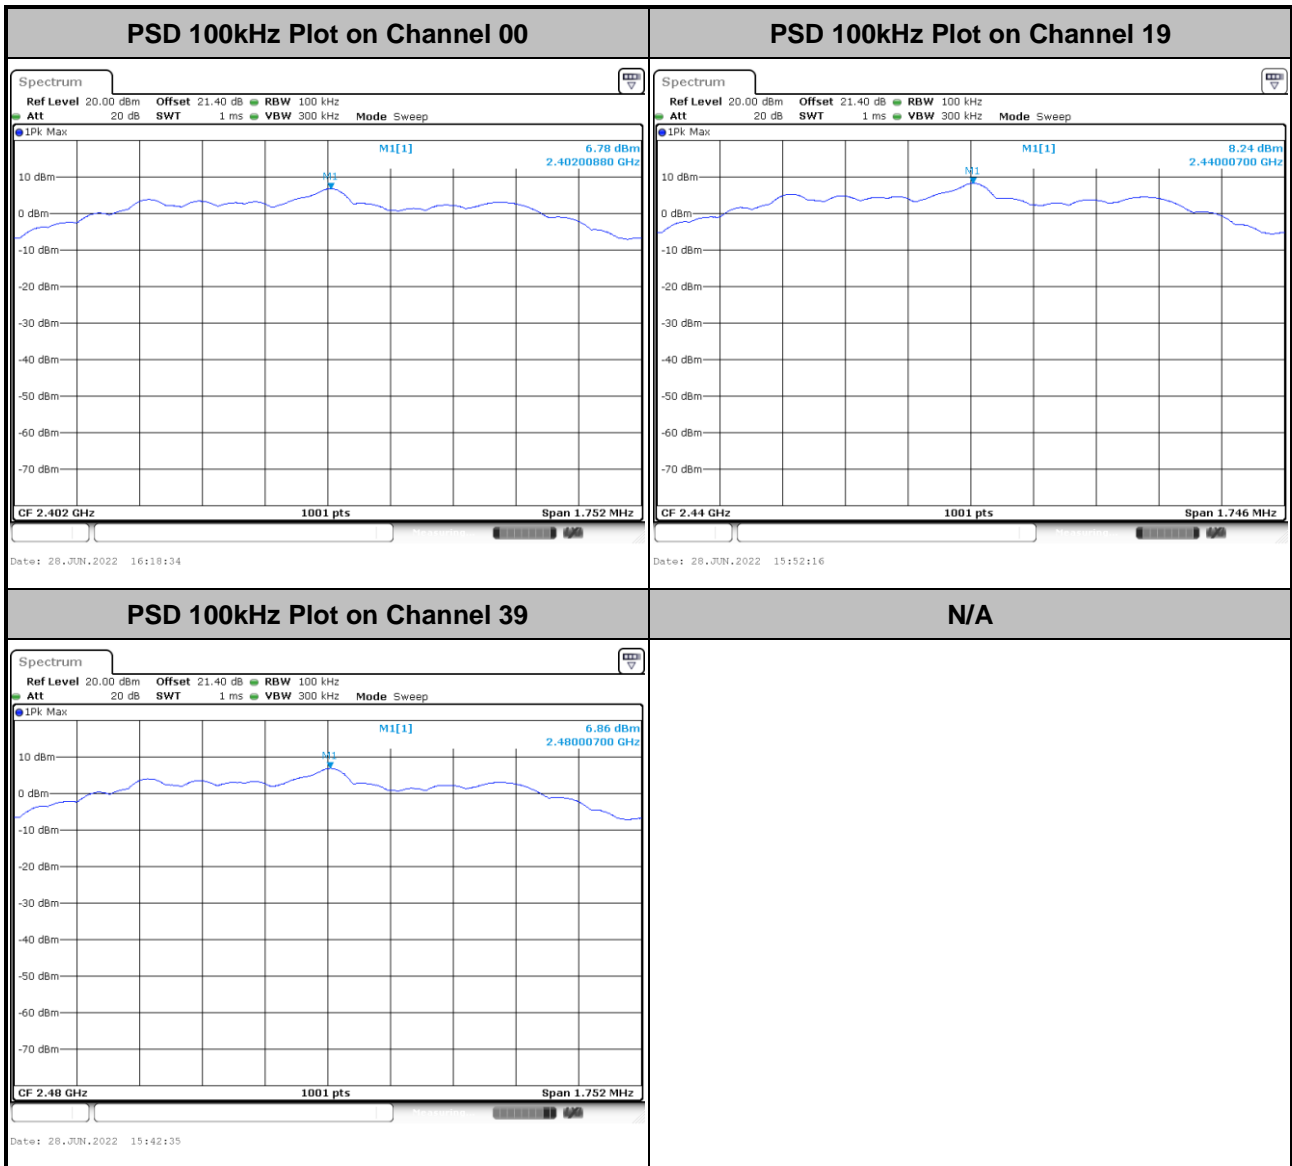 PSD 100kHz Plot on Channel 00
PSD 100kHz Plot on Channel 19
Spectrum
Ref Level 20.00 dBm Offset 21.40 dB RBW 100 kHz
Att 20 dB SWT 1 ms VBW 300 kHz Mode Sweep
1Pk Max
M1[1] 6.78 dBm
2.40200880 GHz
M1
10 dBm
0 dBm
-10 dBm
-20 dBm
-30 dBm
-40 dBm
-50 dBm
-60 dBm
-70 dBm
CF 2.402 GHz 1001 pts Span 1.752 MHz
Measuring
Date: 28.JUN.2022 16:18:34
Spectrum
Ref Level 20.00 dBm Offset 21.40 dB RBW 100 kHz
Att 20 dB SWT 1 ms VBW 300 kHz Mode Sweep
1Pk Max
M1[1] 8.24 dBm
2.44000700 GHz
M1
10 dBm
0 dBm
-10 dBm
-20 dBm
-30 dBm
-40 dBm
-50 dBm
-60 dBm
-70 dBm
CF 2.44 GHz 1001 pts Span 1.746 MHz
Measuring
Date: 28.JUN.2022 15:52:16
PSD 100kHz Plot on Channel 39
N/A
Spectrum
Ref Level 20.00 dBm Offset 21.40 dB RBW 100 kHz
Att 20 dB SWT 1 ms VBW 300 kHz Mode Sweep
1Pk Max
M1[1] 6.86 dBm
2.48000700 GHz
M1
10 dBm
0 dBm
-10 dBm
-20 dBm
-30 dBm
-40 dBm
-50 dBm
-60 dBm
-70 dBm
CF 2.48 GHz 1001 pts Span 1.752 MHz
Measuring
Date: 28.JUN.2022 15:42:35